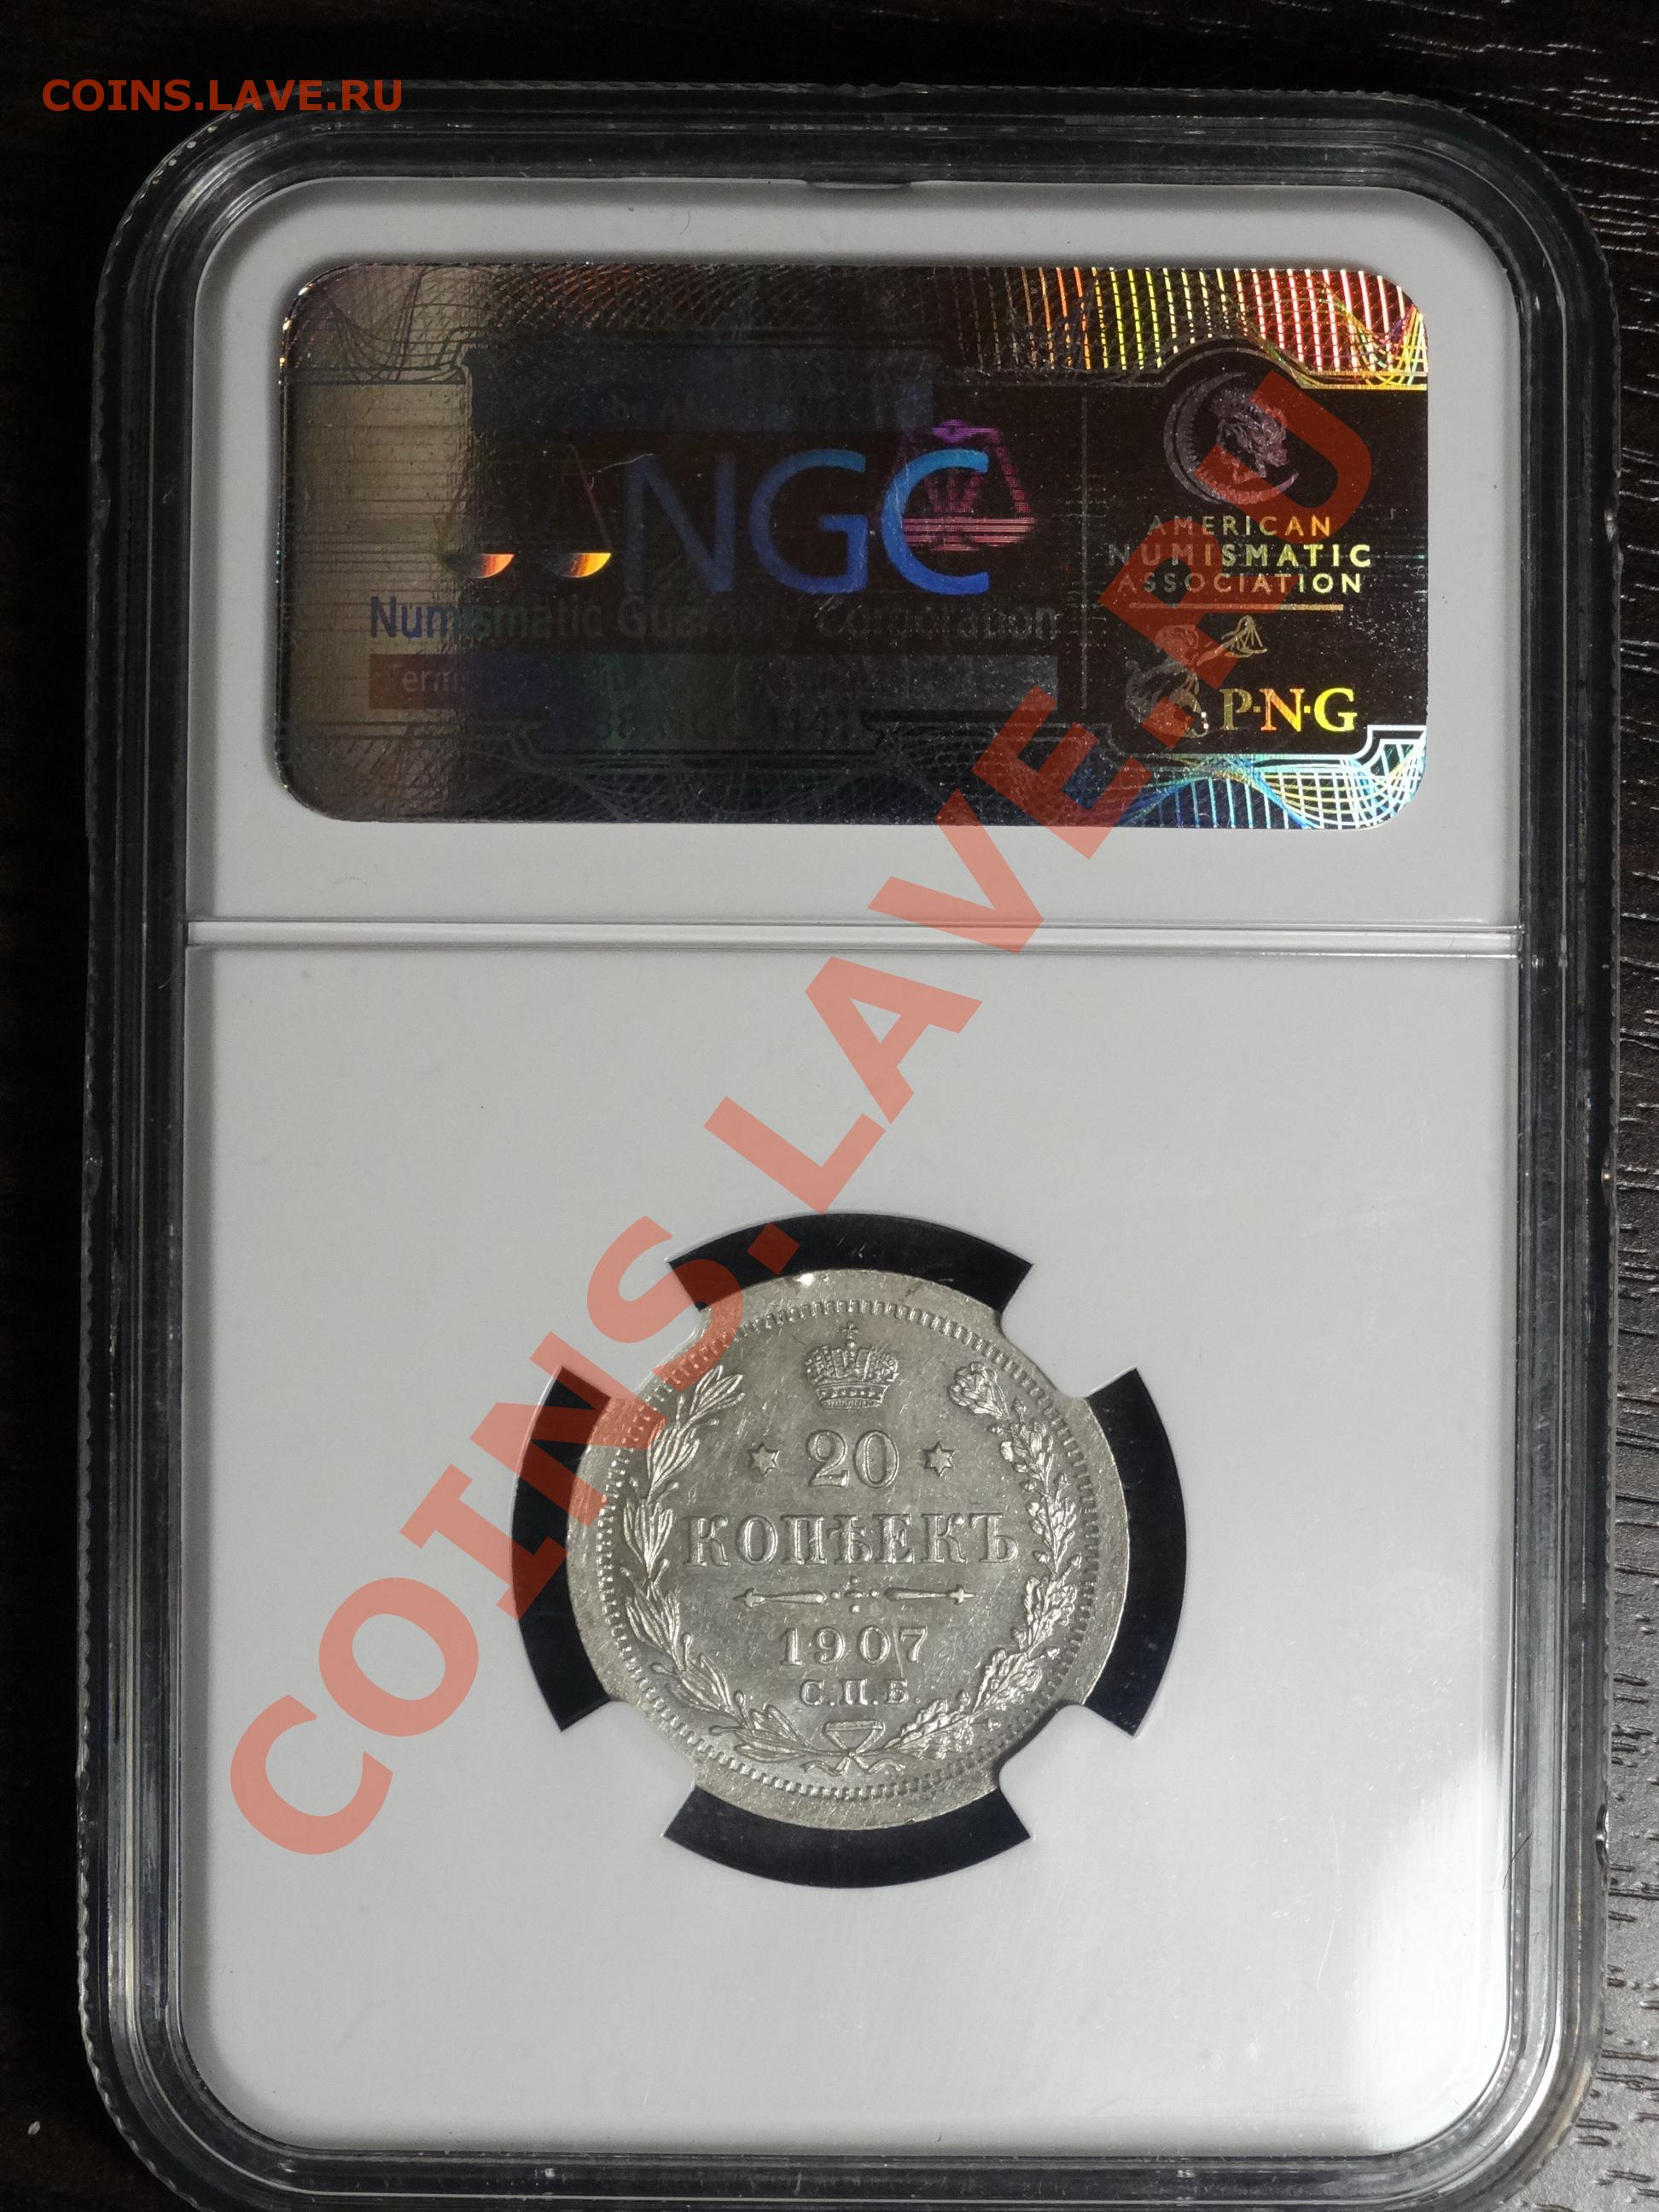 COINS.LAVE.RU
NGC
Numismatic Guaranty Corporation
AMERICAN
NUMISMATIC
ASSOCIATION
P·N·G
COINS.LAVE.RU
20
КОПѢЕКЪ
1907
С.П.Б.